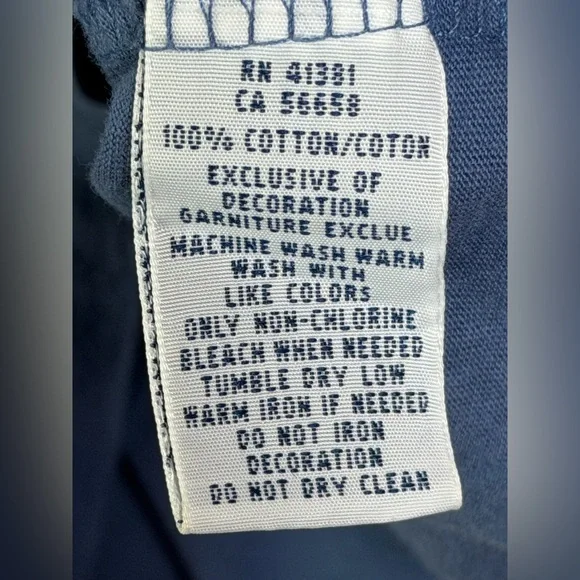 RN 41381
CA 56658
100% COTTON/COTON
EXCLUSIVE OF
DECORATION
GARNITURE EXCLUE
MACHINE WASH WARM
WASH WITH
LIKE COLORS
ONLY NON-CHLORINE
BLEACH WHEN NEEDED
TUMBLE DRY LOW
WARM IRON IF NEEDED
DO NOT IRON
DECORATION
DO NOT DRY CLEAN